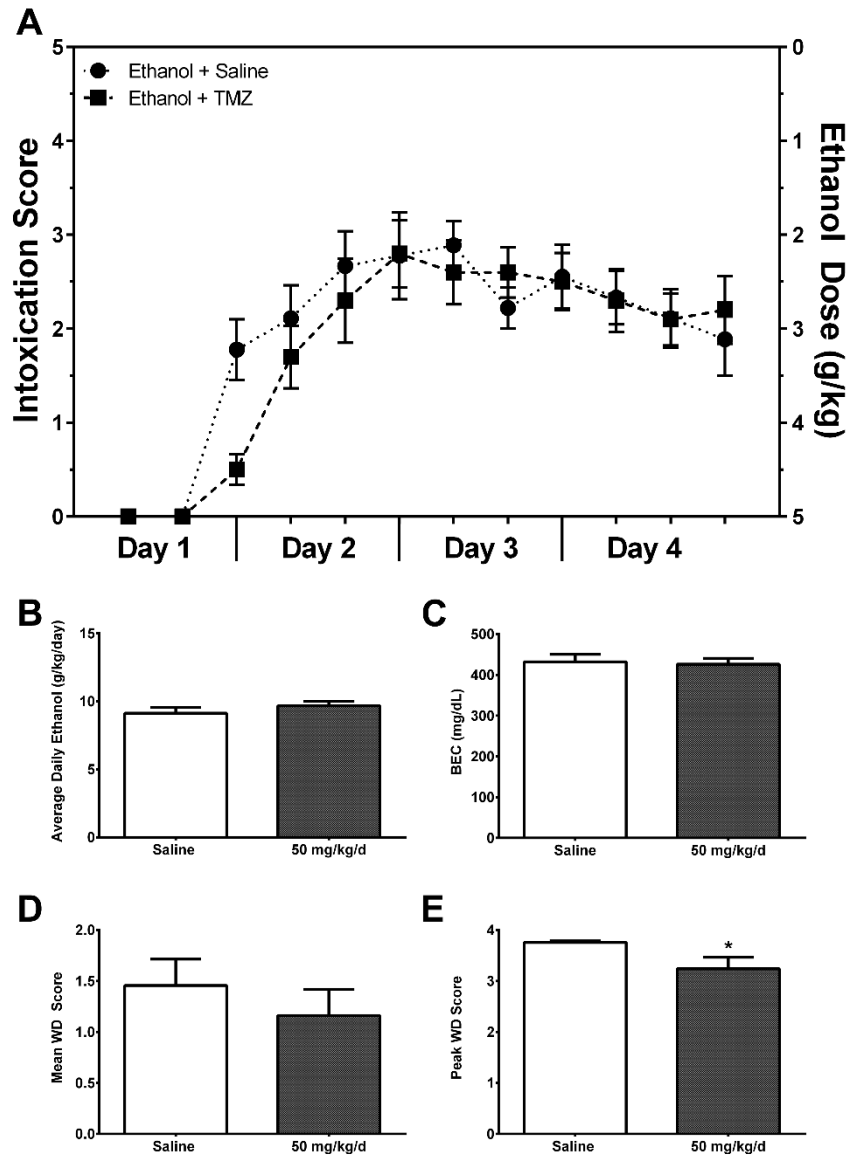 A
Ethanol + Saline
Ethanol + TMZ
Intoxication Score
5
4
3
2
1
0
Ethanol Dose (g/kg)
0
1
2
3
4
5
Day 1 Day 2 Day 3 Day 4
B
Average Daily Ethanol (g/kg/day)
15
10
5
0
Saline 50 mg/kg/d
C
BEC (mg/dL)
500
400
300
200
100
0
Saline 50 mg/kg/d
D
Mean WD Score
2.0
1.5
1.0
0.5
0.0
Saline 50 mg/kg/d
E
Peak WD Score
4
3
2
1
0
*
Saline 50 mg/kg/d